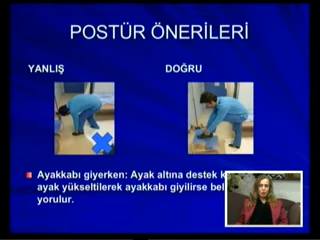 POSTÜR ÖNERİLERİ
YANLIŞ DOĞRU
Ayakkabı giyerken: Ayak altına destek
ayak yükseltilerek ayakkabı giyilirse bel
yorulur.